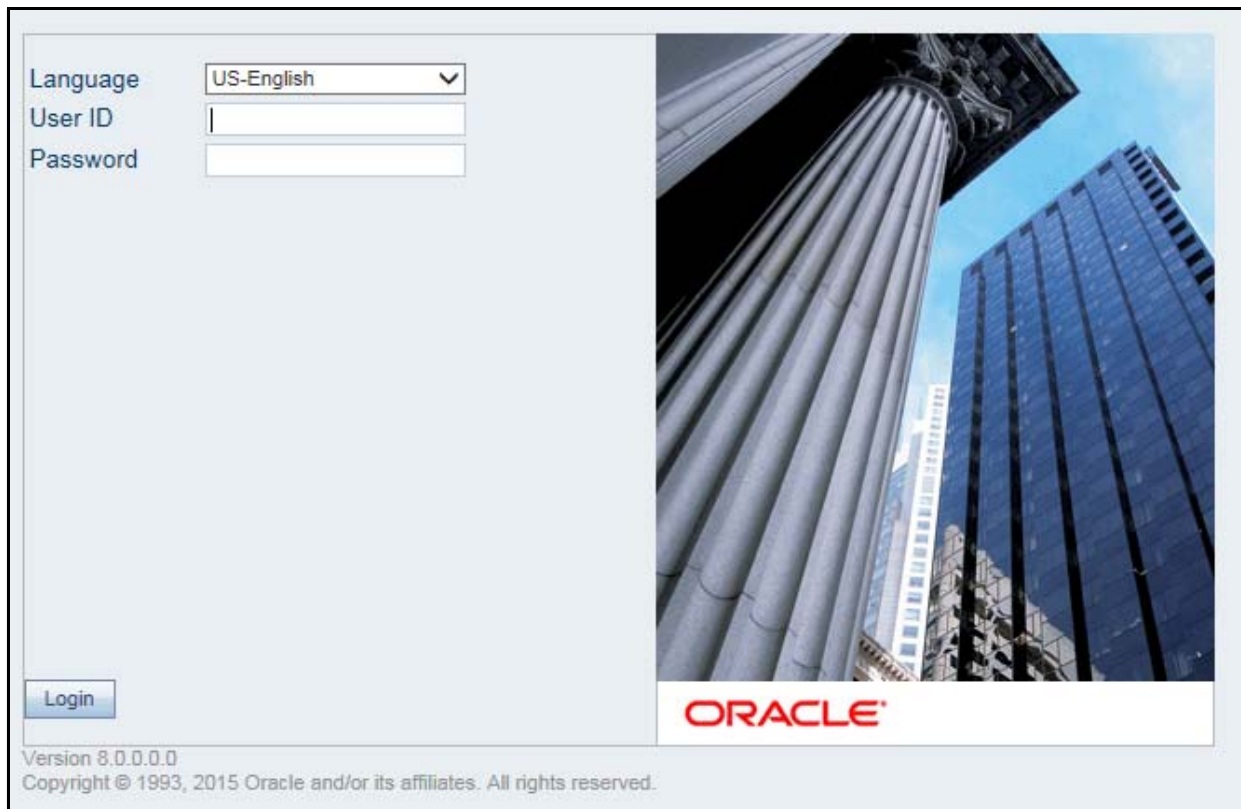 Language US-English
User ID
Password
Login
ORACLE®
Version 8.0.0.0.0
Copyright © 1993, 2015 Oracle and/or its affiliates. All rights reserved.